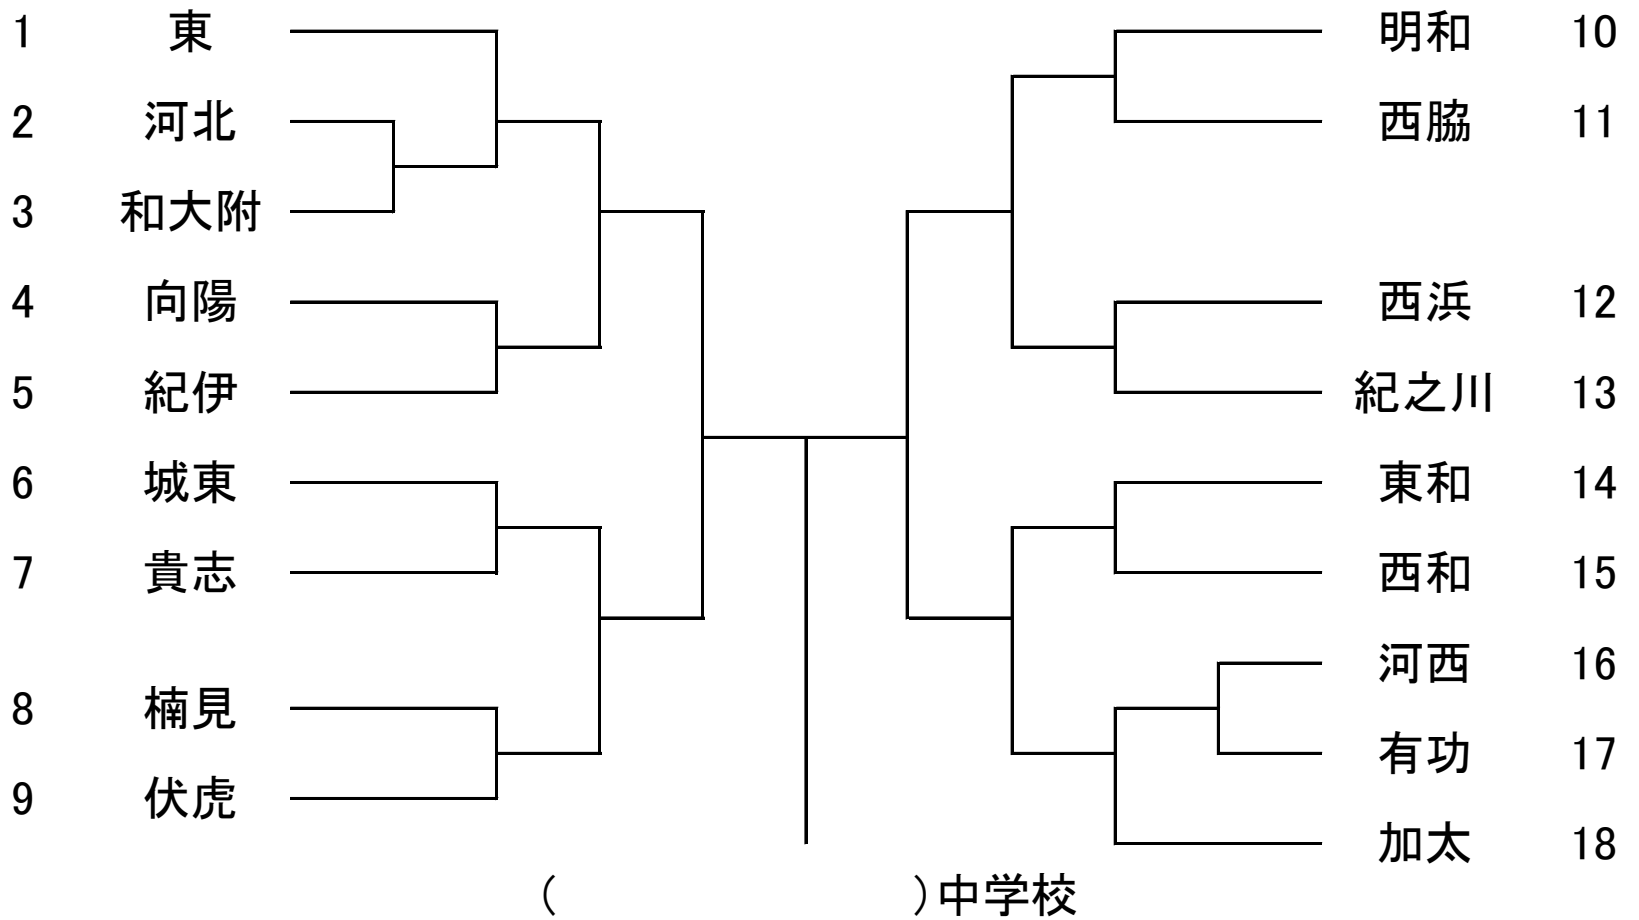 1 東 明和 10
2 河北 西脇 11
3 和大附
4 向陽 西浜 12
5 紀伊 紀之川 13
6 城東 東和 14
7 貴志 西和 15
河西 16
8 楠見
有功 17
9 伏虎
加太 18
( )中学校